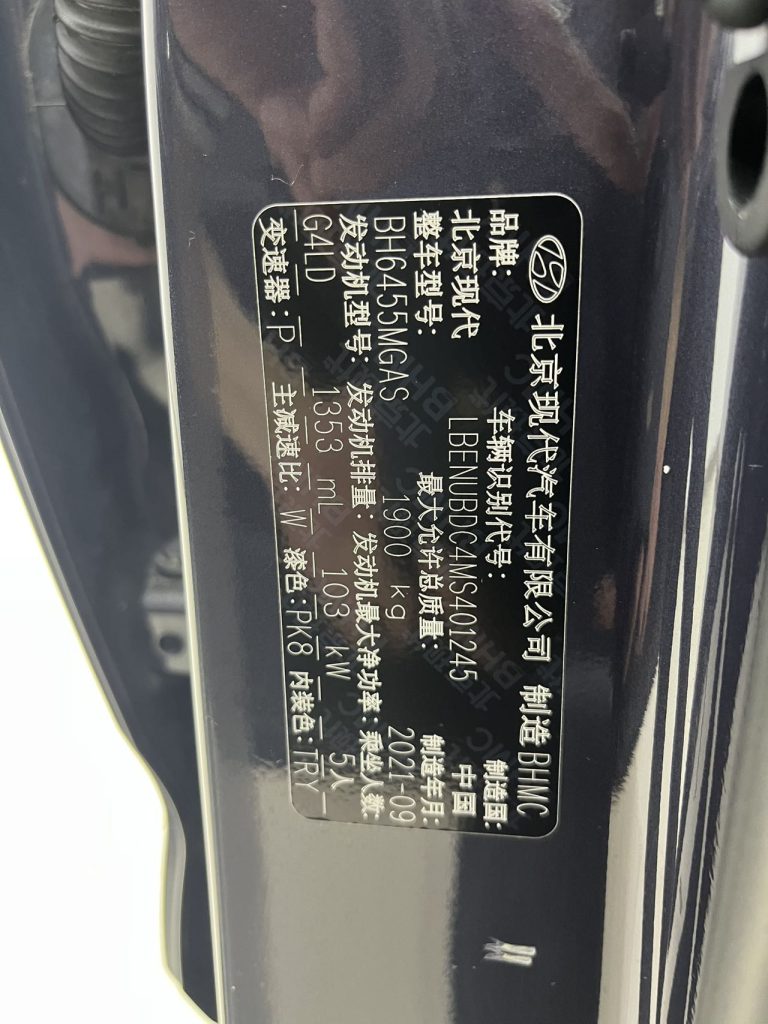 北京现代汽车有限公司 制造 BHMC
品牌: 车辆识别代号: 制造国:
北京现代 LBENUBDC4MS401245 中国
整车型号: 最大允许总质量: 制造年月:
BH6455MGAS 1900 kg 2021-09
发动机型号: 发动机排量: 发动机最大净功率: 乘坐人数:
G4LD 1353 mL 103 kW 5人
变速器: P 主减速比: W 漆色: PK8 内装色: TRY